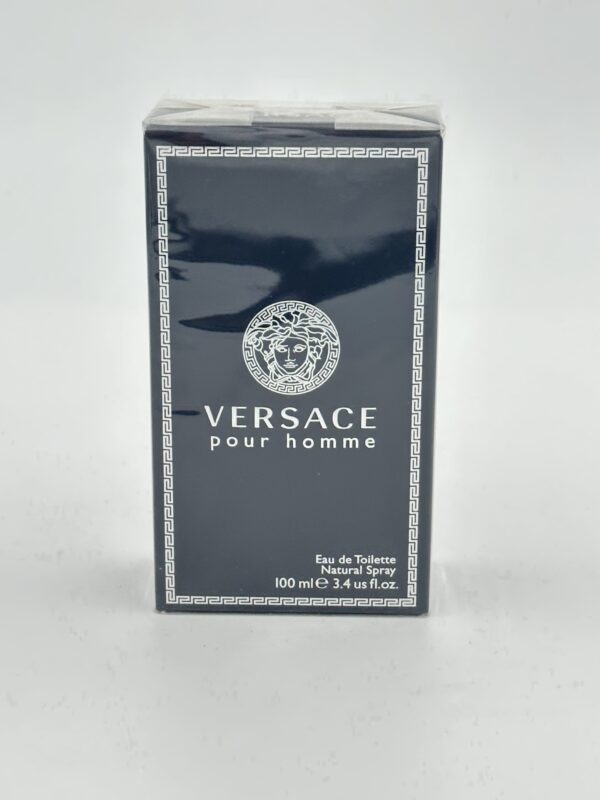 VERSACE
pour homme
Eau de Toilette
Natural Spray
100 ml ℮ 3.4 us fl.oz.